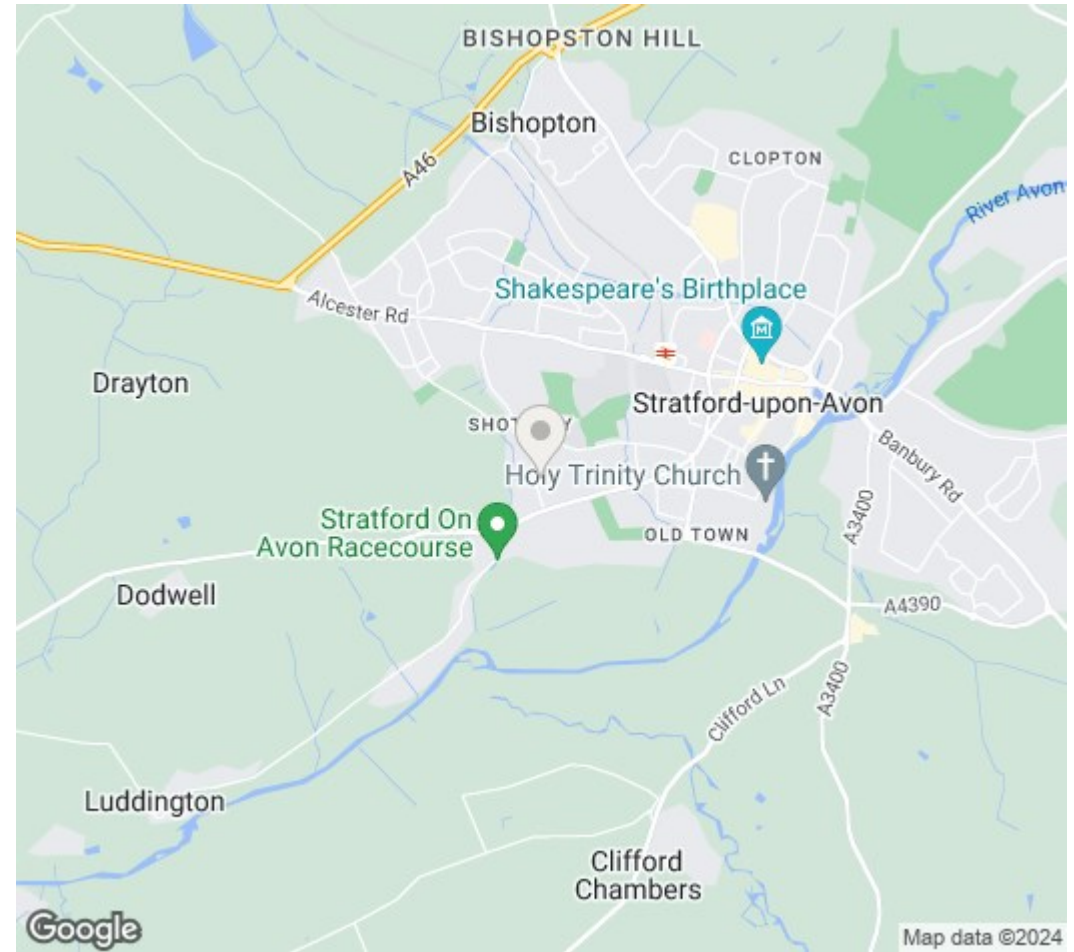 BISHOPSTON HILL
Bishopton
CLOPTON
A46
River Avon
Shakespeare's Birthplace
Alcester Rd
Drayton
Stratford-upon-Avon
SHOT Y
Banbury Rd
Holy Trinity Church
Stratford On
Avon Racecourse
A3400
OLD TOWN
Dodwell
A4390
A3400
Clifford Ln
Luddington
Clifford
Chambers
Google
Map data ©2024